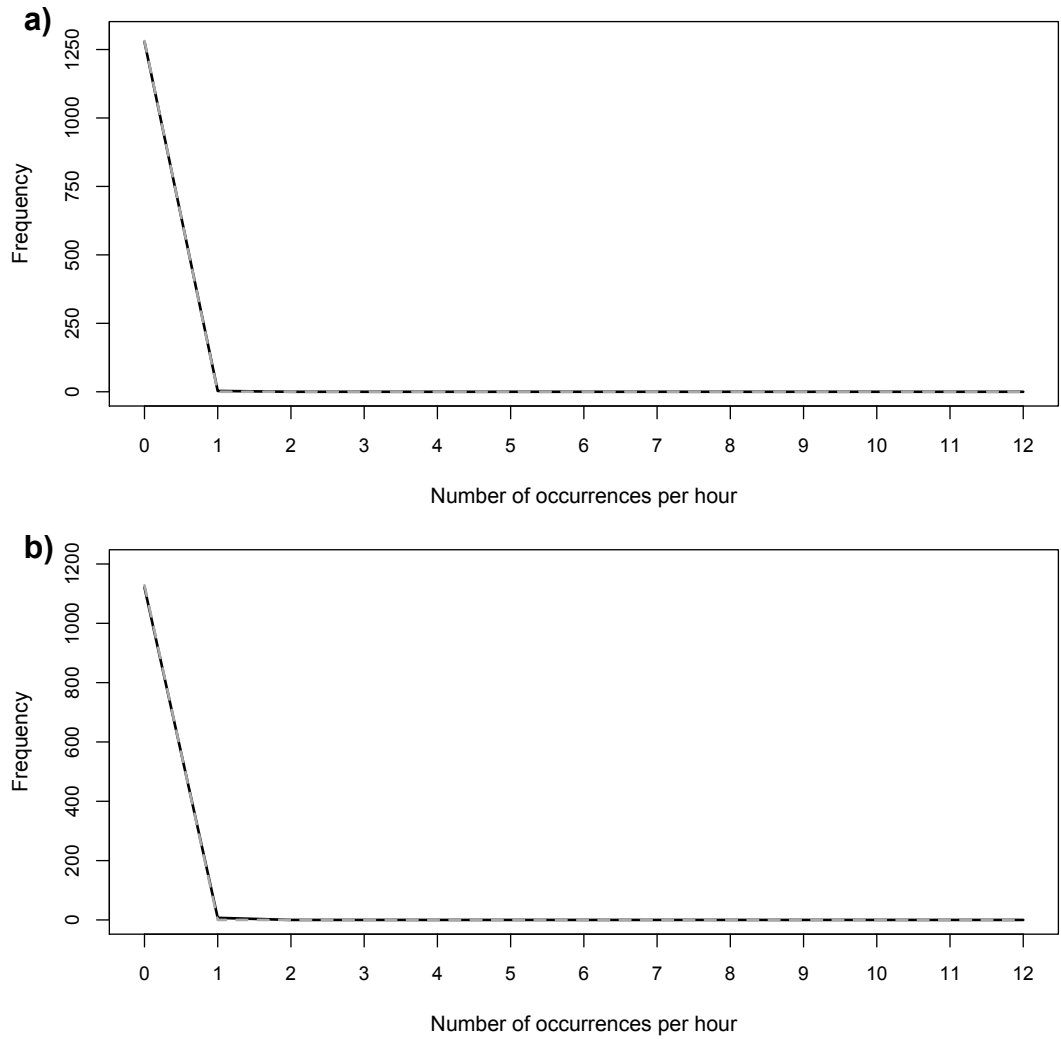 a)
Frequency
1250
1000
750
500
250
0
0 1 2 3 4 5 6 7 8 9 10 11 12
Number of occurrences per hour
b)
Frequency
1200
1000
800
600
400
200
0
0 1 2 3 4 5 6 7 8 9 10 11 12
Number of occurrences per hour